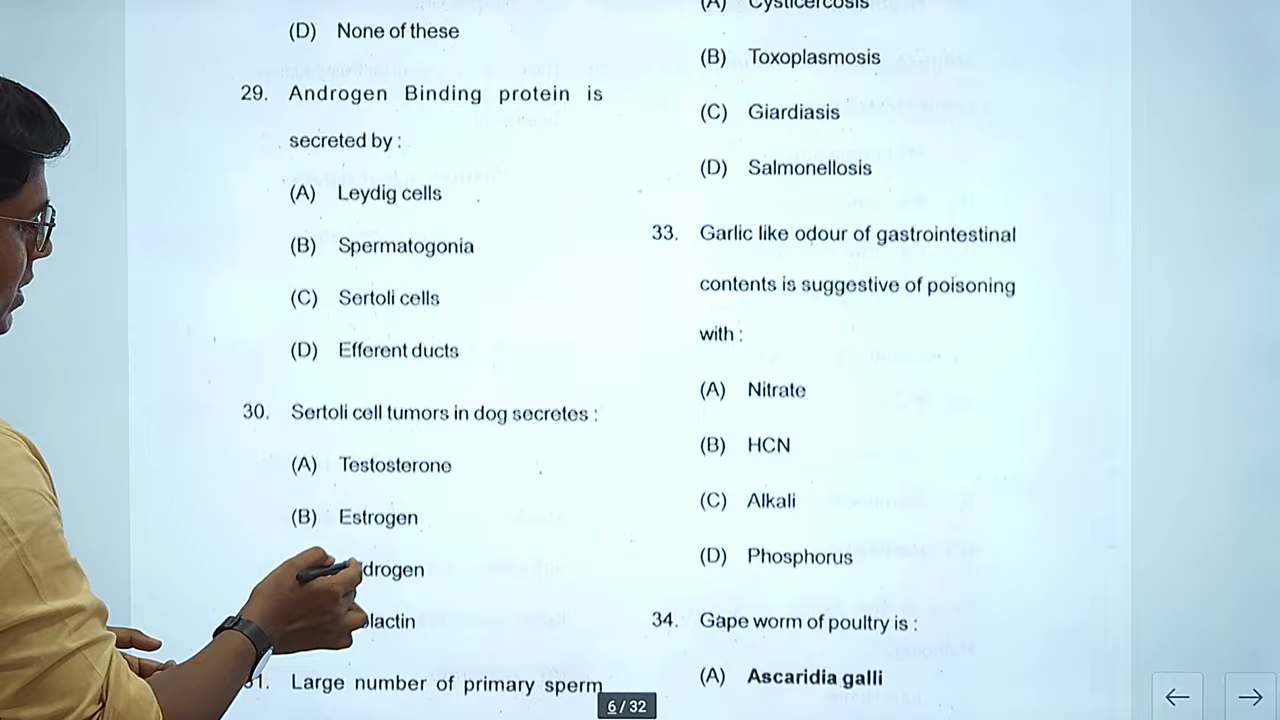 (D) None of these
29. Androgen Binding protein is
secreted by :
(A) Leydig cells
(B) Spermatogonia
(C) Sertoli cells
(D) Efferent ducts
30. Sertoli cell tumors in dog secretes :
(A) Testosterone
(B) Estrogen
drogen
lactin
31. Large number of primary sperm
(A) Cysticercosis
(B) Toxoplasmosis
(C) Giardiasis
(D) Salmonellosis
33. Garlic like odour of gastrointestinal
contents is suggestive of poisoning
with :
(A) Nitrate
(B) HCN
(C) Alkali
(D) Phosphorus
34. Gape worm of poultry is :
(A) Ascaridia galli
6 / 32